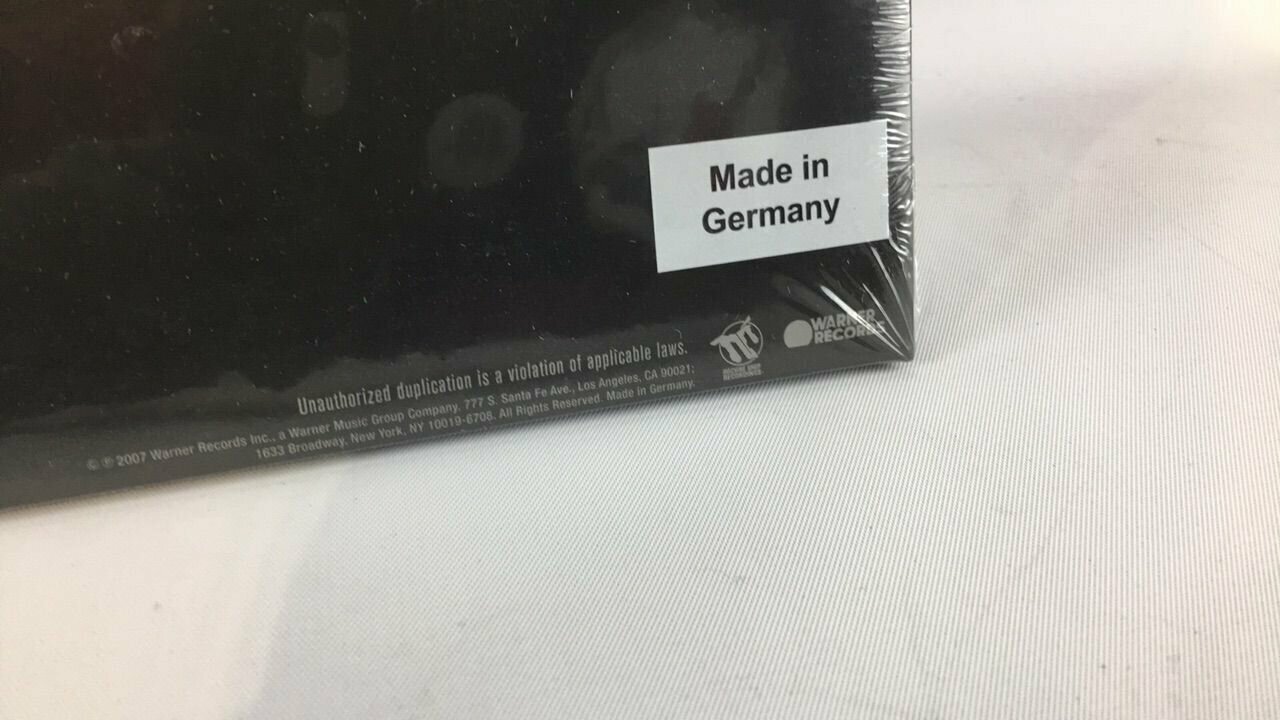 Made in
Germany
WARNER
RECORDS
Unauthorized duplication is a violation of applicable laws.
© ℗ 2007 Warner Records Inc., a Warner Music Group Company. 777 S. Santa Fe Ave., Los Angeles, CA 90021;
1633 Broadway, New York, NY 10019-6708. All Rights Reserved. Made in Germany.